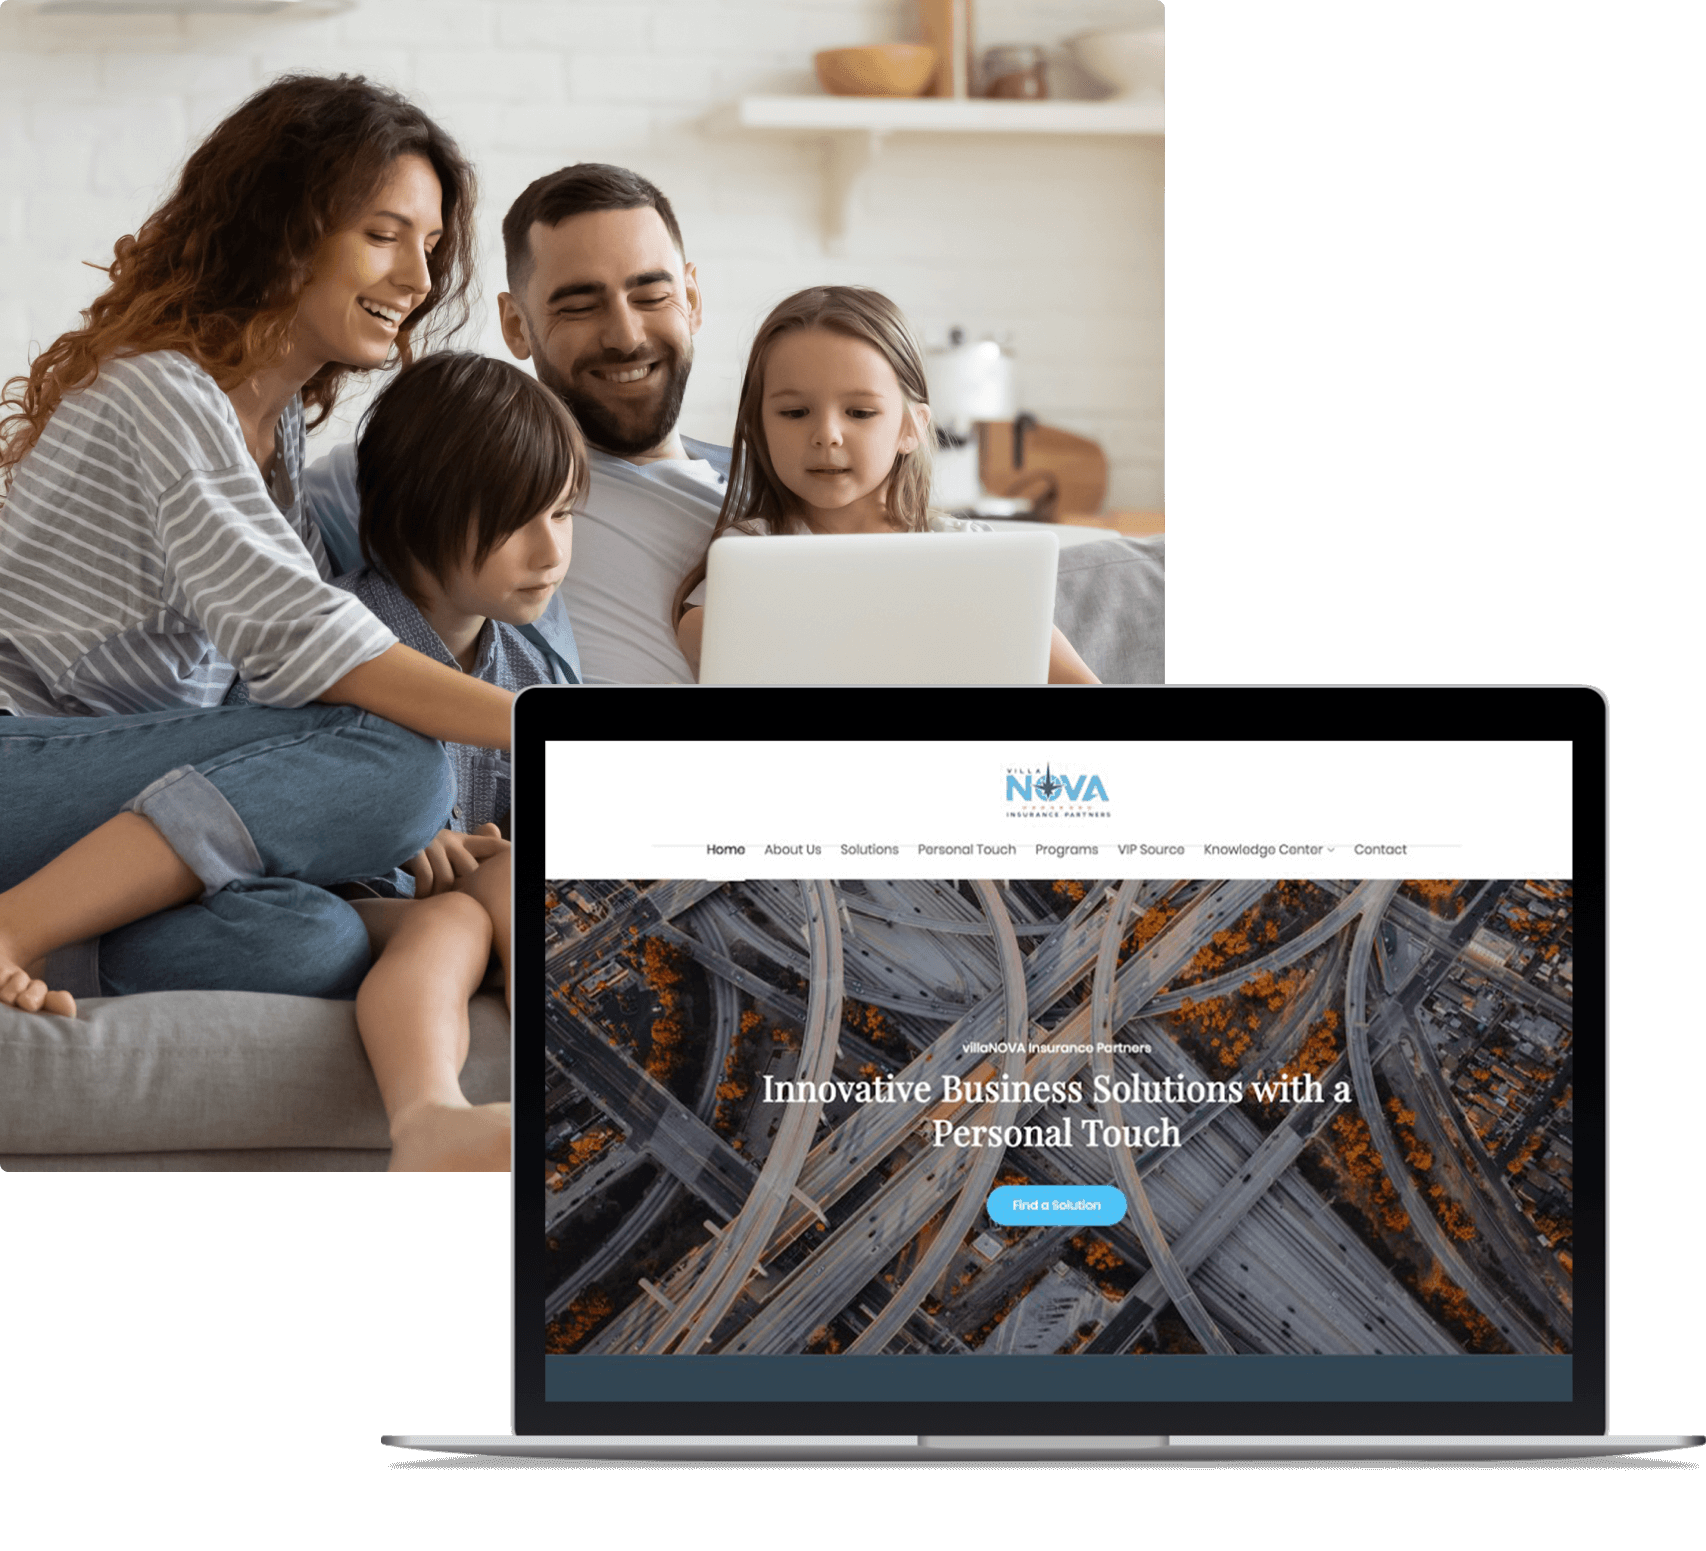 VILLA
NOVA
INSURANCE PARTNERS
Home About Us Solutions Personal Touch Programs VIP Source Knowledge Center Contact
villaNOVA Insurance Partners
Innovative Business Solutions with a
Personal Touch
Find a Solution